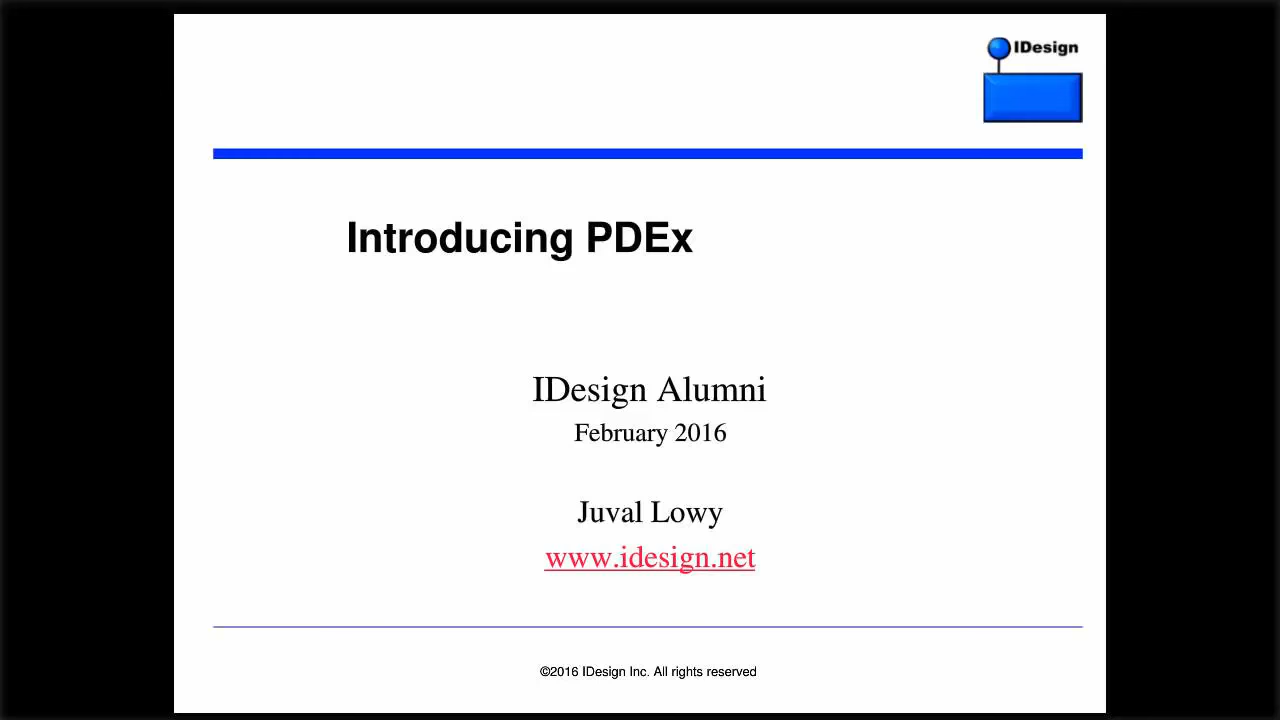 IDesign
Introducing PDEx
IDesign Alumni
February 2016
Juval Lowy
www.idesign.net
©2016 IDesign Inc. All rights reserved